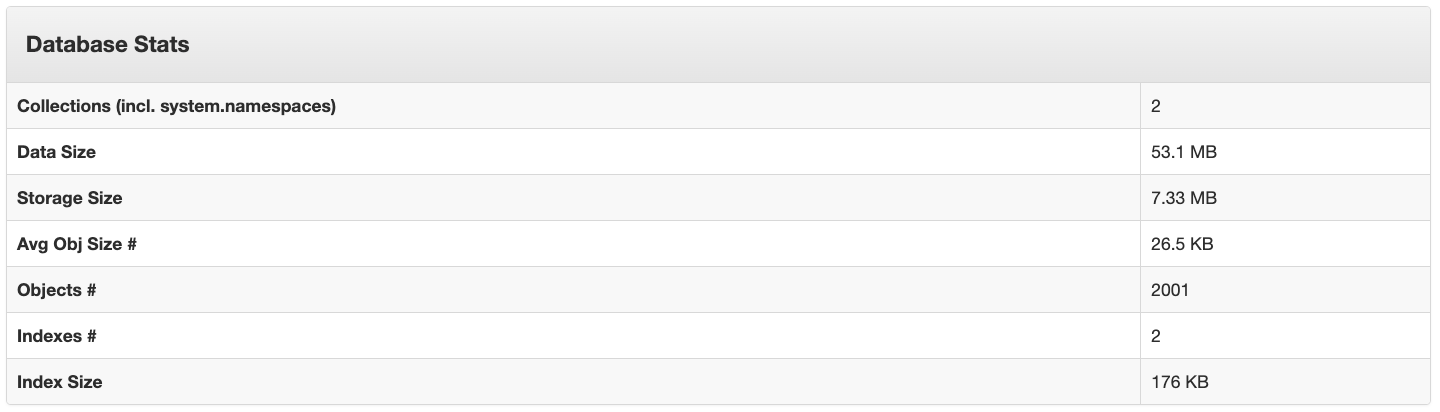 Database Stats
Collections (incl. system.namespaces) 2
Data Size 53.1 MB
Storage Size 7.33 MB
Avg Obj Size # 26.5 KB
Objects # 2001
Indexes # 2
Index Size 176 KB